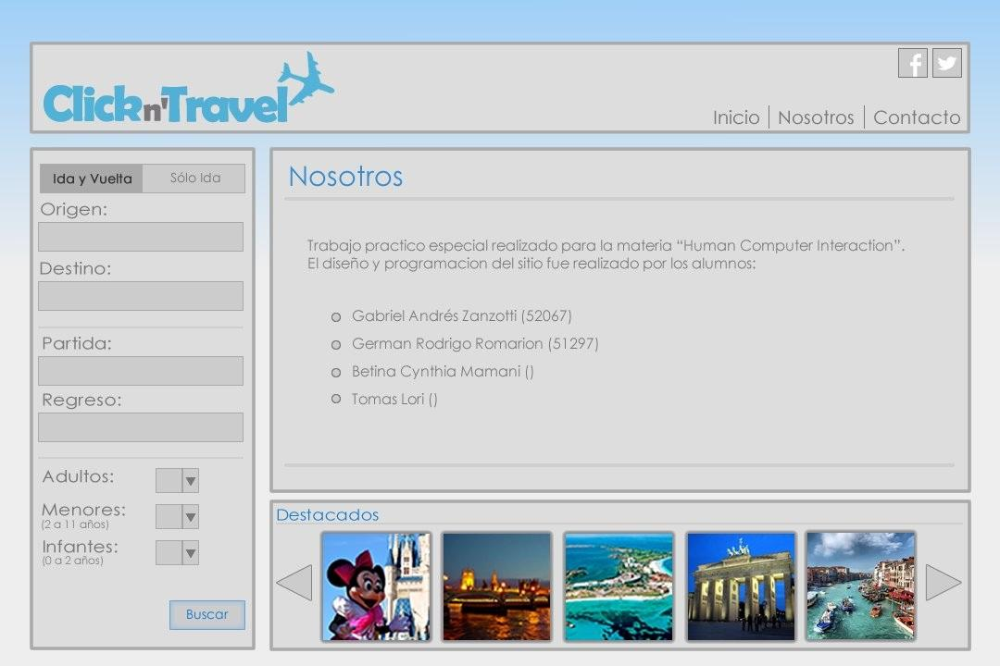 Click n' Travel
Inicio
Nosotros
Contacto
Ida y Vuelta
Sólo Ida
Origen:
Destino:
Partida:
Regreso:
Adultos:
Menores:
(2 a 11 años)
Infantes:
(0 a 2 años)
Buscar
Nosotros
Trabajo practico especial realizado para la materia “Human Computer Interaction”.
El diseño y programacion del sitio fue realizado por los alumnos:
Gabriel Andrés Zanzotti (52067)
German Rodrigo Romarion (51297)
Betina Cynthia Mamani ()
Tomas Lori ()
Destacados